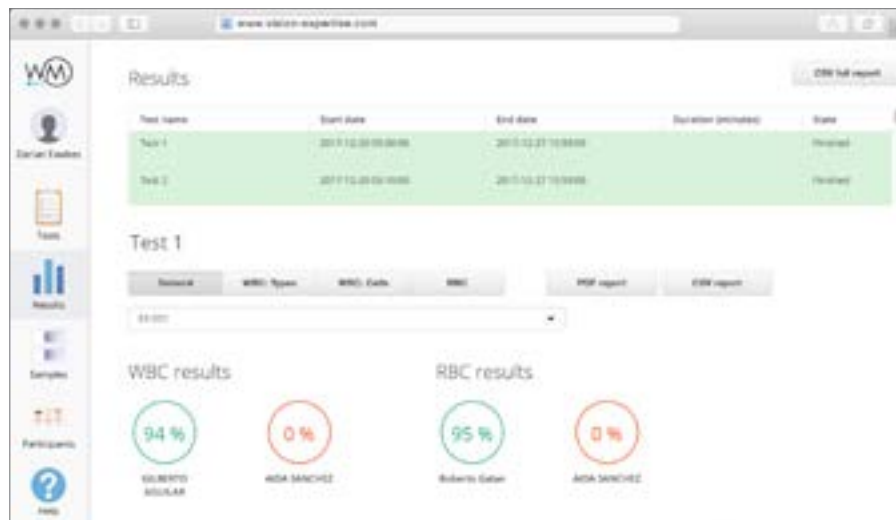 www.vision-expertise.com
WM
Results
CSV full report
Test name Start date End date Duration (minutes) State
Test 1 Finished
Test 2 Finished
Tests
Test 1
General WBC: Types WBC: Cells RBC PDF report CSV report
Results
WBC results RBC results
Samples
94 % 0 % 95 % 0 %
Participants
GILBERTO AGUILAR AIDA SANCHEZ Roberto Galan AIDA SANCHEZ
Help